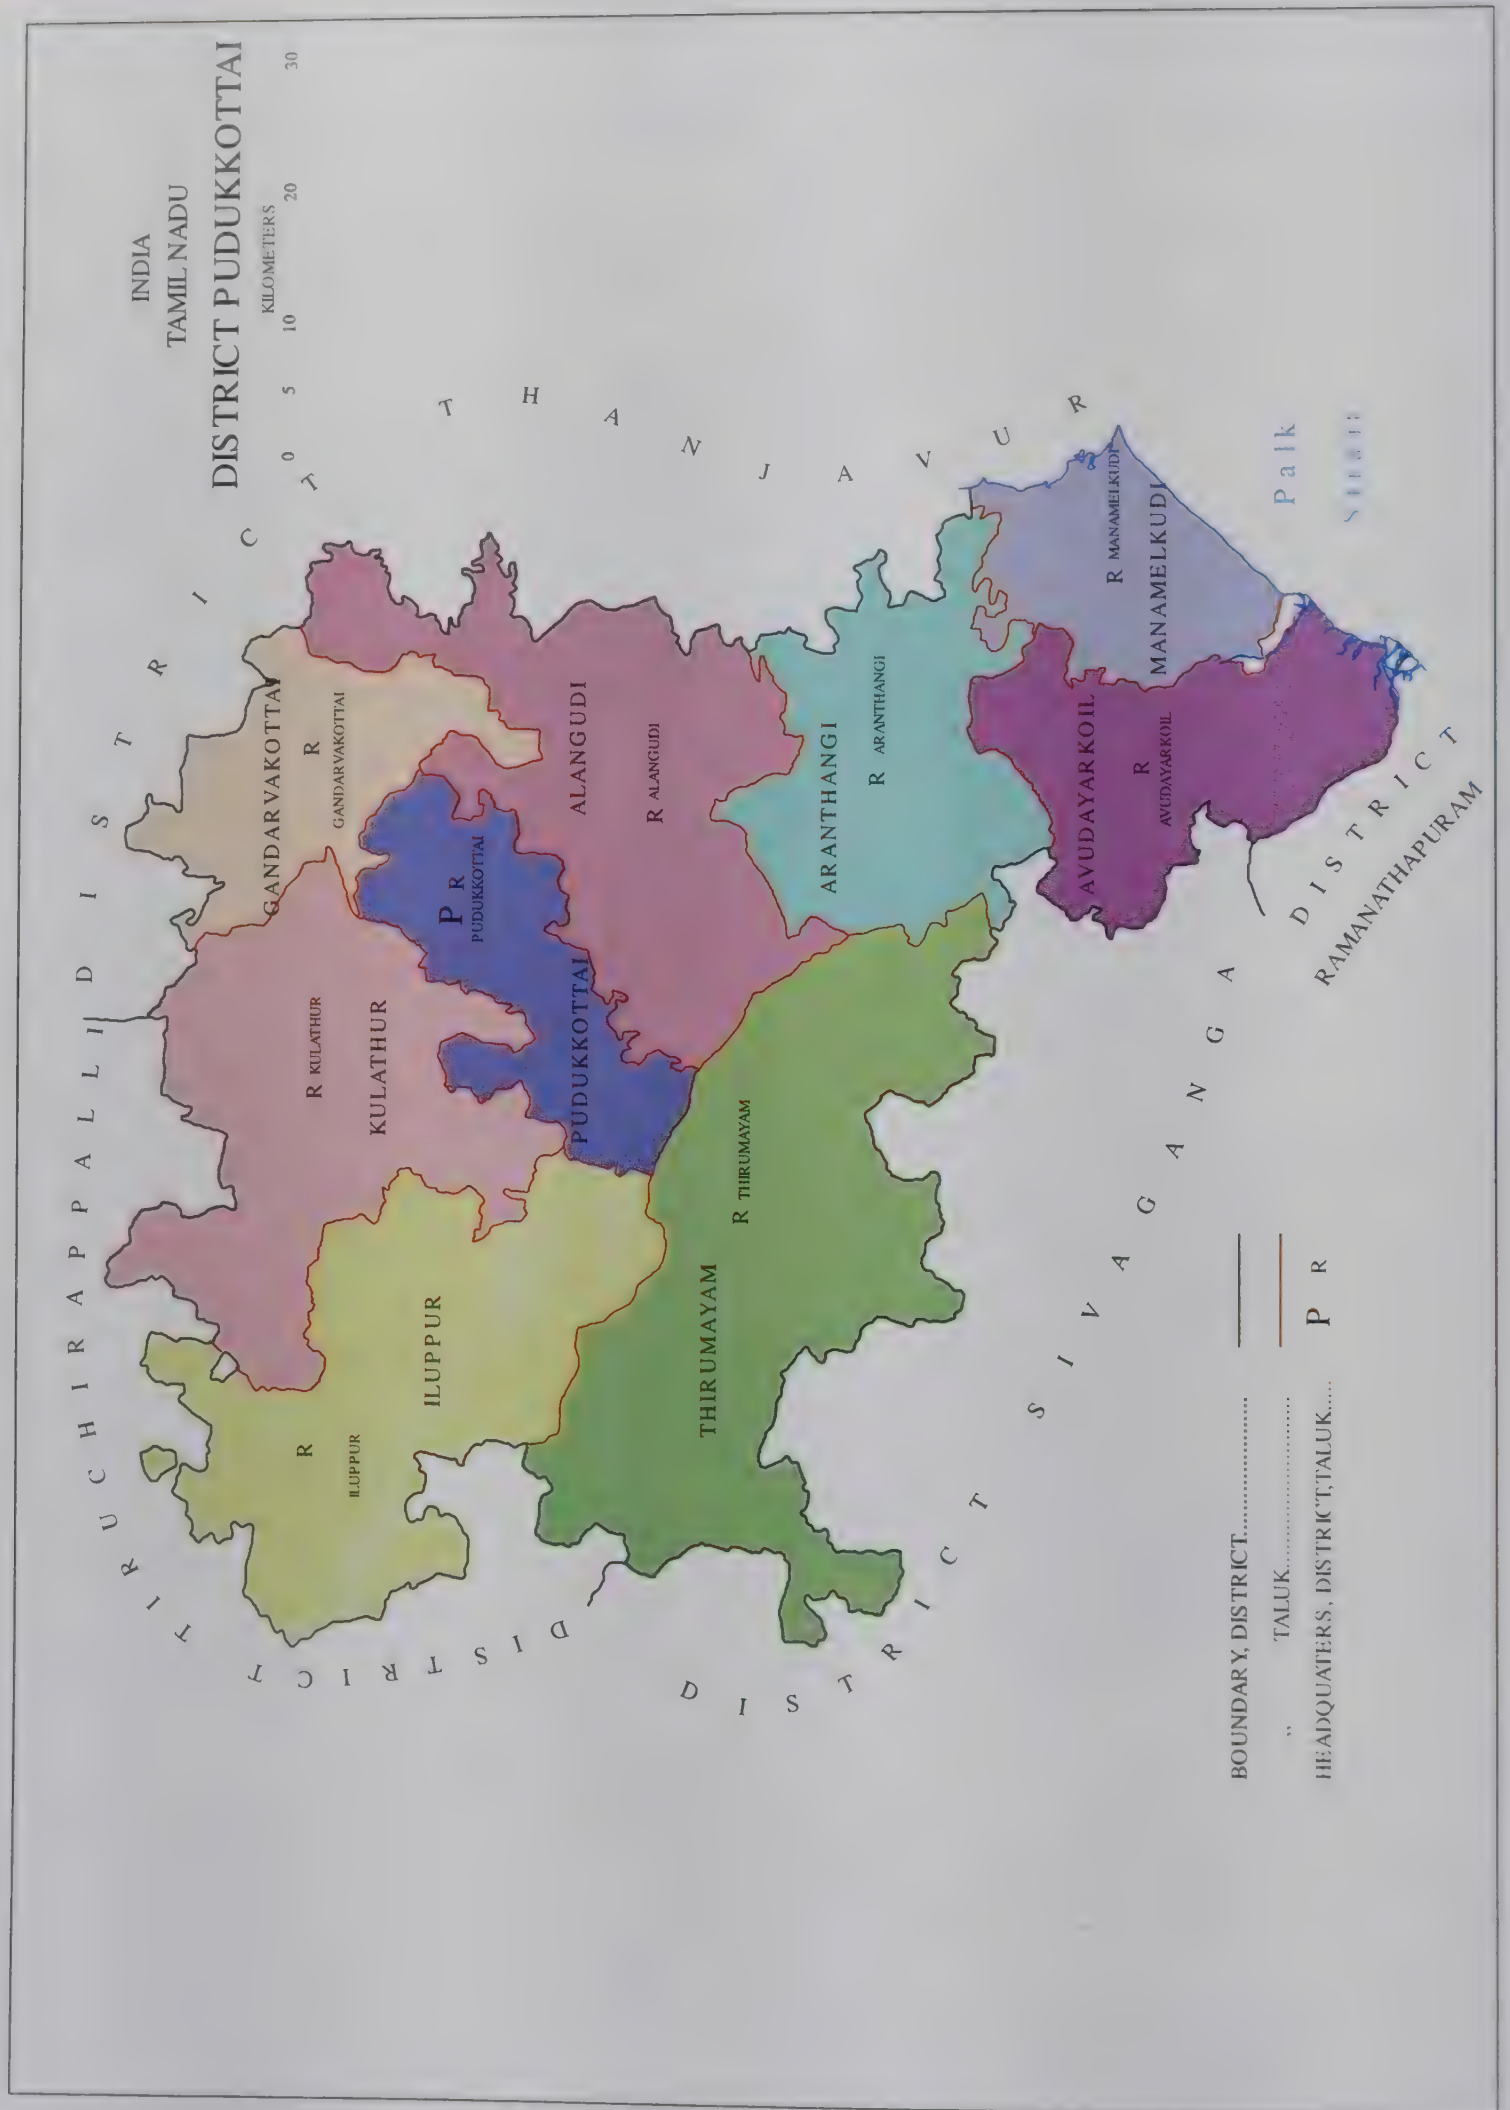 INDIA
TAMIL NADU
DISTRICT PUDUKKOTTAI
KILOMETERS
0 5 10 20 30
TIRUCHIRAPPALLI DISTRICT
THANJAVUR
DISTRICT
GANDARVAKOTTAI
R
GANDARVAKOTTAI
R KULATHUR
KULATHUR
R
ILUPPUR
ILUPPUR
P R
PUDUKKOTTAI
PUDUKKOTTAI
ALANGUDI
R ALANGUDI
R THIRUMAYAM
THIRUMAYAM
ARANTHANGI
R ARANTHANGI
AVUDAYARKOIL
R
AVUDAYARKOIL
R MANAMELKUDI
MANAMELKUDI
Palk
DISTRICT SIVAGANGA
DISTRICT
RAMANATHAPURAM
BOUNDARY, DISTRICT
" TALUK
HEADQUATERS, DISTRICT,TALUK..... P R